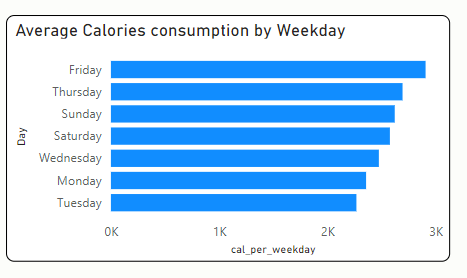 Average Calories consumption by Weekday
Friday
Thursday
Sunday
Saturday
Wednesday
Monday
Tuesday
Day
0K 1K 2K 3K
cal_per_weekday